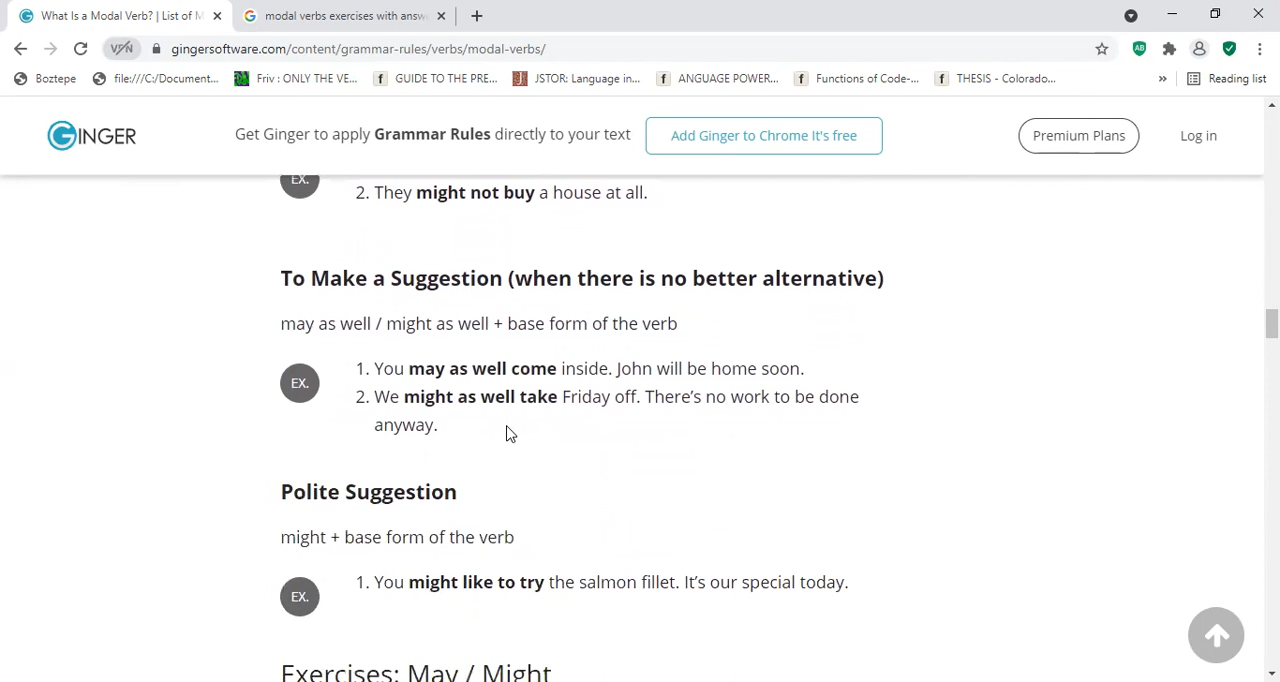 What Is a Modal Verb? | List of M
modal verbs exercises with answ
VPN
gingersoftware.com/content/grammar-rules/verbs/modal-verbs/
Boztepe
file:///C:/Document...
Friv : ONLY THE VE...
GUIDE TO THE PRE...
JSTOR: Language in...
ANGUAGE POWER...
Functions of Code-...
THESIS - Colorado...
»
Reading list
GINGER
Get Ginger to apply Grammar Rules directly to your text
Add Ginger to Chrome It's free
Premium Plans
Log in
EX.
2. They might not buy a house at all.
To Make a Suggestion (when there is no better alternative)
may as well / might as well + base form of the verb
EX.
1. You may as well come inside. John will be home soon.
2. We might as well take Friday off. There's no work to be done
anyway.
Polite Suggestion
might + base form of the verb
EX.
1. You might like to try the salmon fillet. It's our special today.
Exercises: May / Might